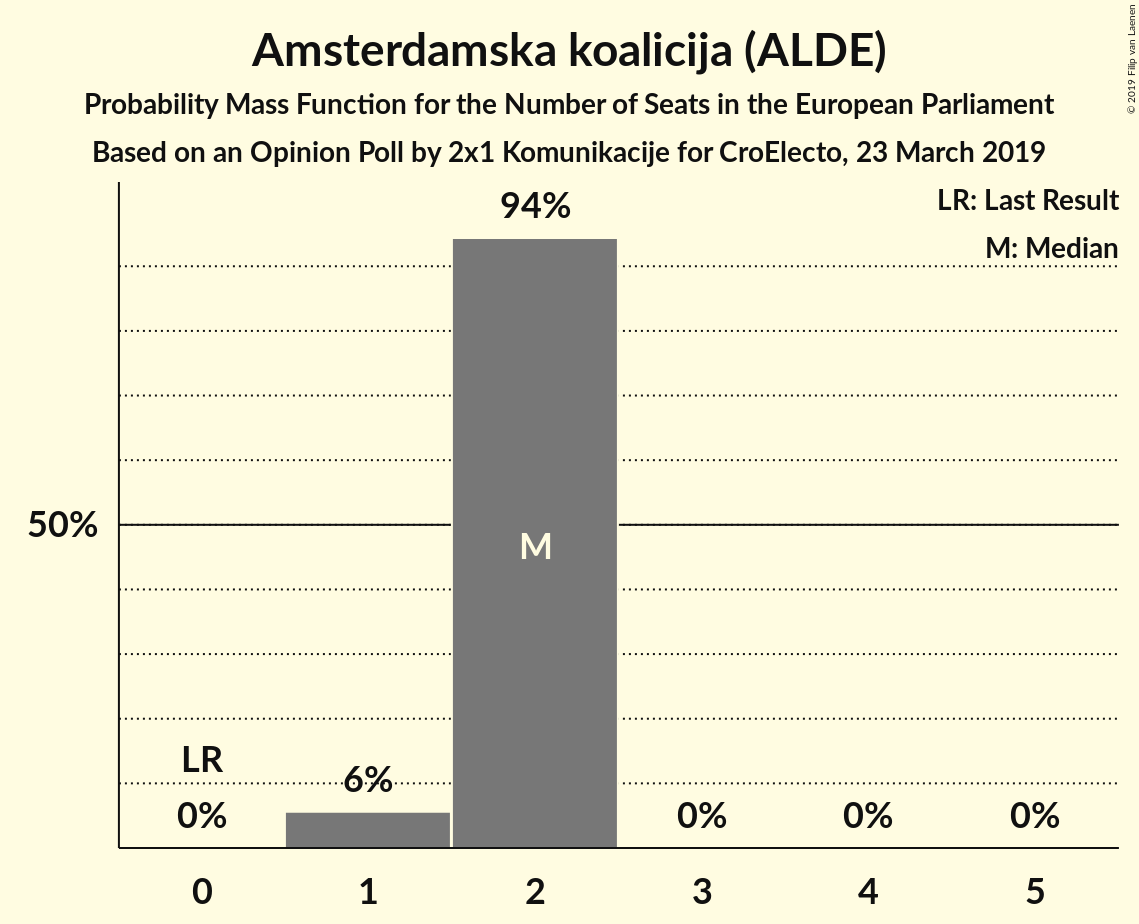 Amsterdamska koalicija (ALDE)
Probability Mass Function for the Number of Seats in the European Parliament
Based on an Opinion Poll by 2x1 Komunikacije for CroElecto, 23 March 2019
© 2019 Filip van Laenen
LR: Last Result
M: Median
94%
50%
M
LR
0%
6%
0%
0%
0%
0
1
2
3
4
5